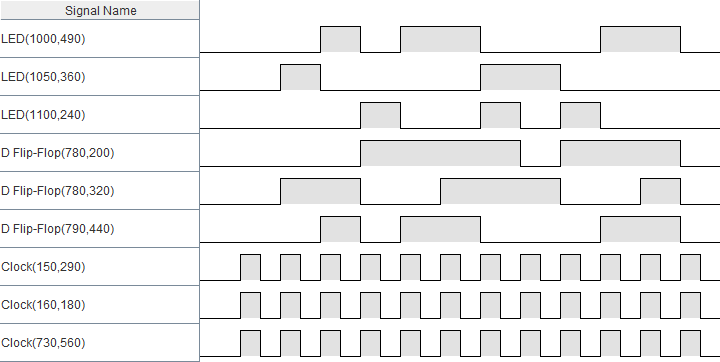 Signal Name
LED(1000,490)
LED(1050,360)
LED(1100,240)
D Flip-Flop(780,200)
D Flip-Flop(780,320)
D Flip-Flop(790,440)
Clock(150,290)
Clock(160,180)
Clock(730,560)